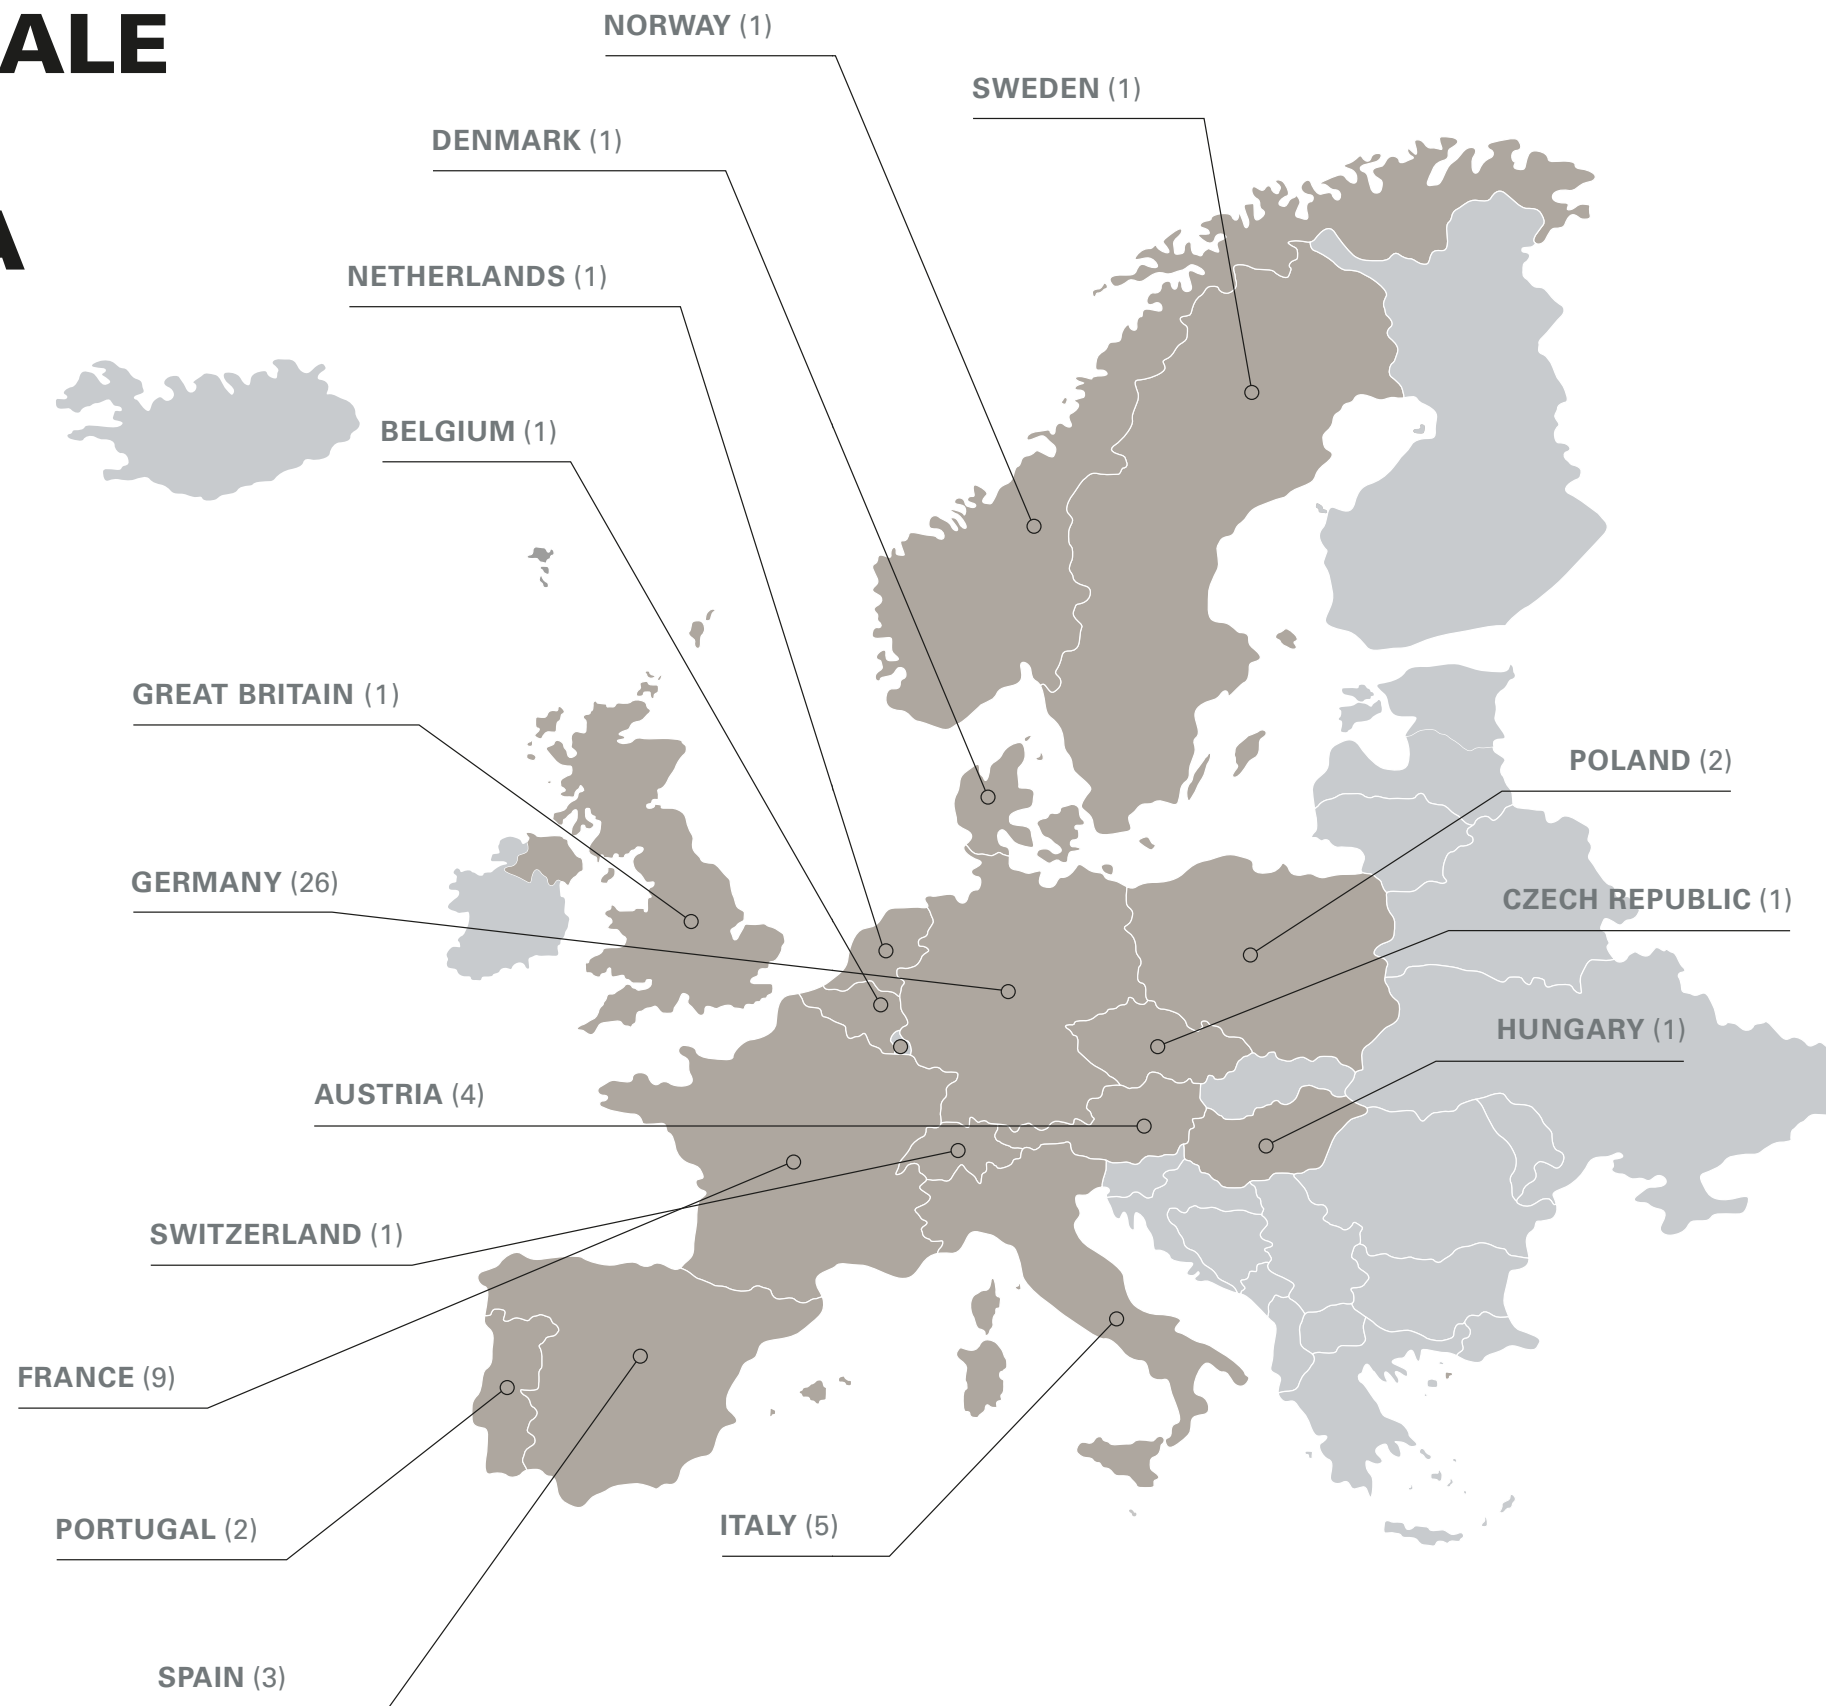 ALE
NORWAY (1)
SWEDEN (1)
DENMARK (1)
A
NETHERLANDS (1)
BELGIUM (1)
GREAT BRITAIN (1)
POLAND (2)
GERMANY (26)
CZECH REPUBLIC (1)
HUNGARY (1)
AUSTRIA (4)
SWITZERLAND (1)
FRANCE (9)
PORTUGAL (2)
ITALY (5)
SPAIN (3)